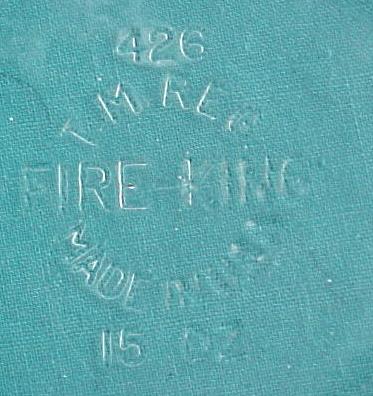 426
T.M. REG
FIRE-KING
MADE IN U.S.A.
15 OZ.